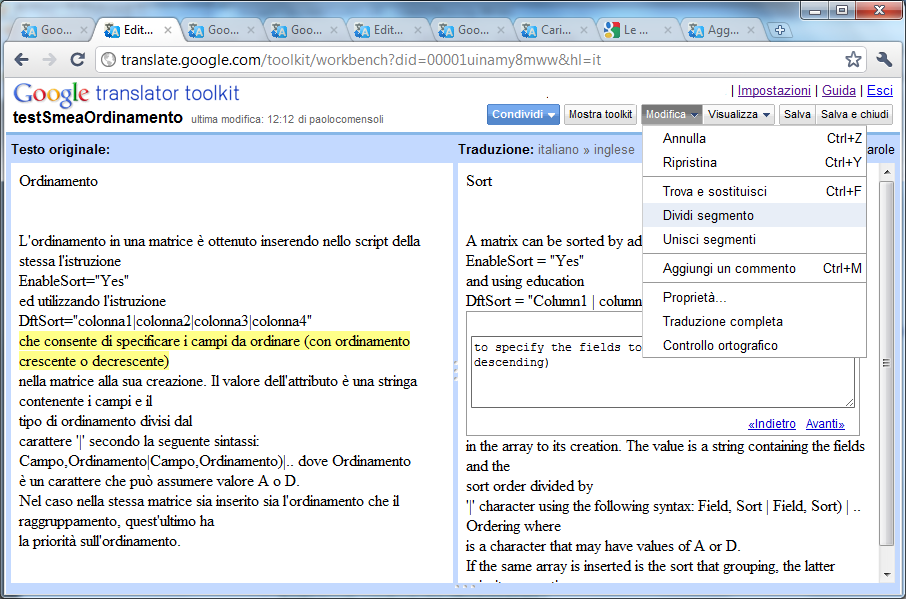 Goo...
Edit...
Goo...
Goo...
Edit...
Goo...
Cari...
Le ...
Agg...
translate.google.com/toolkit/workbench?did=00001uinamy8mww&hl=it
Google translator toolkit
| Impostazioni | Guida | Esci
testSmeaOrdinamento ultima modifica: 12:12 di paolocomensoli
Condividi Mostra toolkit Modifica Visualizza Salva Salva e chiudi
Testo originale:
Traduzione: italiano » inglese
arole
Annulla Ctrl+Z
Ripristina Ctrl+Y
Trova e sostituisci Ctrl+F
Dividi segmento
Unisci segmenti
Aggiungi un commento Ctrl+M
Proprietà...
Traduzione completa
Controllo ortografico
Ordinamento
L'ordinamento in una matrice è ottenuto inserendo nello script della
stessa l'istruzione
EnableSort="Yes"
ed utilizzando l'istruzione
DftSort="colonna1|colonna2|colonna3|colonna4"
che consente di specificare i campi da ordinare (con ordinamento
crescente o decrescente)
nella matrice alla sua creazione. Il valore dell'attributo è una stringa
contenente i campi e il
tipo di ordinamento divisi dal
carattere '|' secondo la seguente sintassi:
Campo,Ordinamento|Campo,Ordinamento)|.. dove Ordinamento
è un carattere che può assumere valore A o D.
Nel caso nella stessa matrice sia inserito sia l'ordinamento che il
raggruppamento, quest'ultimo ha
la priorità sull'ordinamento.
Sort
A matrix can be sorted by ad
EnableSort = "Yes"
and using education
DftSort = "Column1 | column
to specify the fields to
descending)
«Indietro Avanti»
in the array to its creation. The value is a string containing the fields
and the
sort order divided by
'|' character using the following syntax: Field, Sort | Field, Sort) | ..
Ordering where
is a character that may have values of A or D.
If the same array is inserted is the sort that grouping, the latter